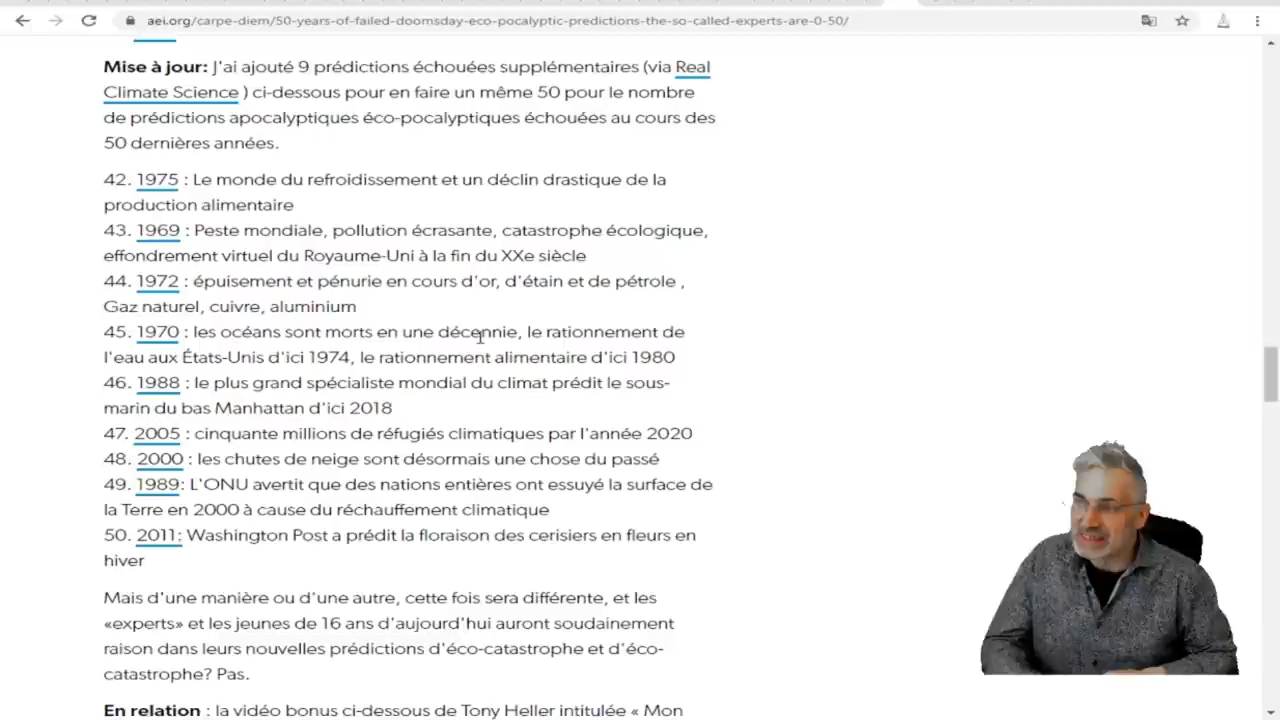 aei.org/carpe-diem/50-years-of-failed-doomsday-eco-pocalyptic-predictions-the-so-called-experts-are-0-50/
Mise à jour: J'ai ajouté 9 prédictions échouées supplémentaires (via Real
Climate Science ) ci-dessous pour en faire un même 50 pour le nombre
de prédictions apocalyptiques éco-pocalyptiques échouées au cours des
50 dernières années.
42. 1975 : Le monde du refroidissement et un déclin drastique de la
production alimentaire
43. 1969 : Peste mondiale, pollution écrasante, catastrophe écologique,
effondrement virtuel du Royaume-Uni à la fin du XXe siècle
44. 1972 : épuisement et pénurie en cours d'or, d'étain et de pétrole ,
Gaz naturel, cuivre, aluminium
45. 1970 : les océans sont morts en une décennie, le rationnement de
l'eau aux États-Unis d'ici 1974, le rationnement alimentaire d'ici 1980
46. 1988 : le plus grand spécialiste mondial du climat prédit le sous-
marin du bas Manhattan d'ici 2018
47. 2005 : cinquante millions de réfugiés climatiques par l'année 2020
48. 2000 : les chutes de neige sont désormais une chose du passé
49. 1989: L'ONU avertit que des nations entières ont essuyé la surface de
la Terre en 2000 à cause du réchauffement climatique
50. 2011: Washington Post a prédit la floraison des cerisiers en fleurs en
hiver
Mais d'une manière ou d'une autre, cette fois sera différente, et les
«experts» et les jeunes de 16 ans d'aujourd'hui auront soudainement
raison dans leurs nouvelles prédictions d'éco-catastrophe et d'éco-
catastrophe? Pas.
En relation : la vidéo bonus ci-dessous de Tony Heller intitulée « Mon